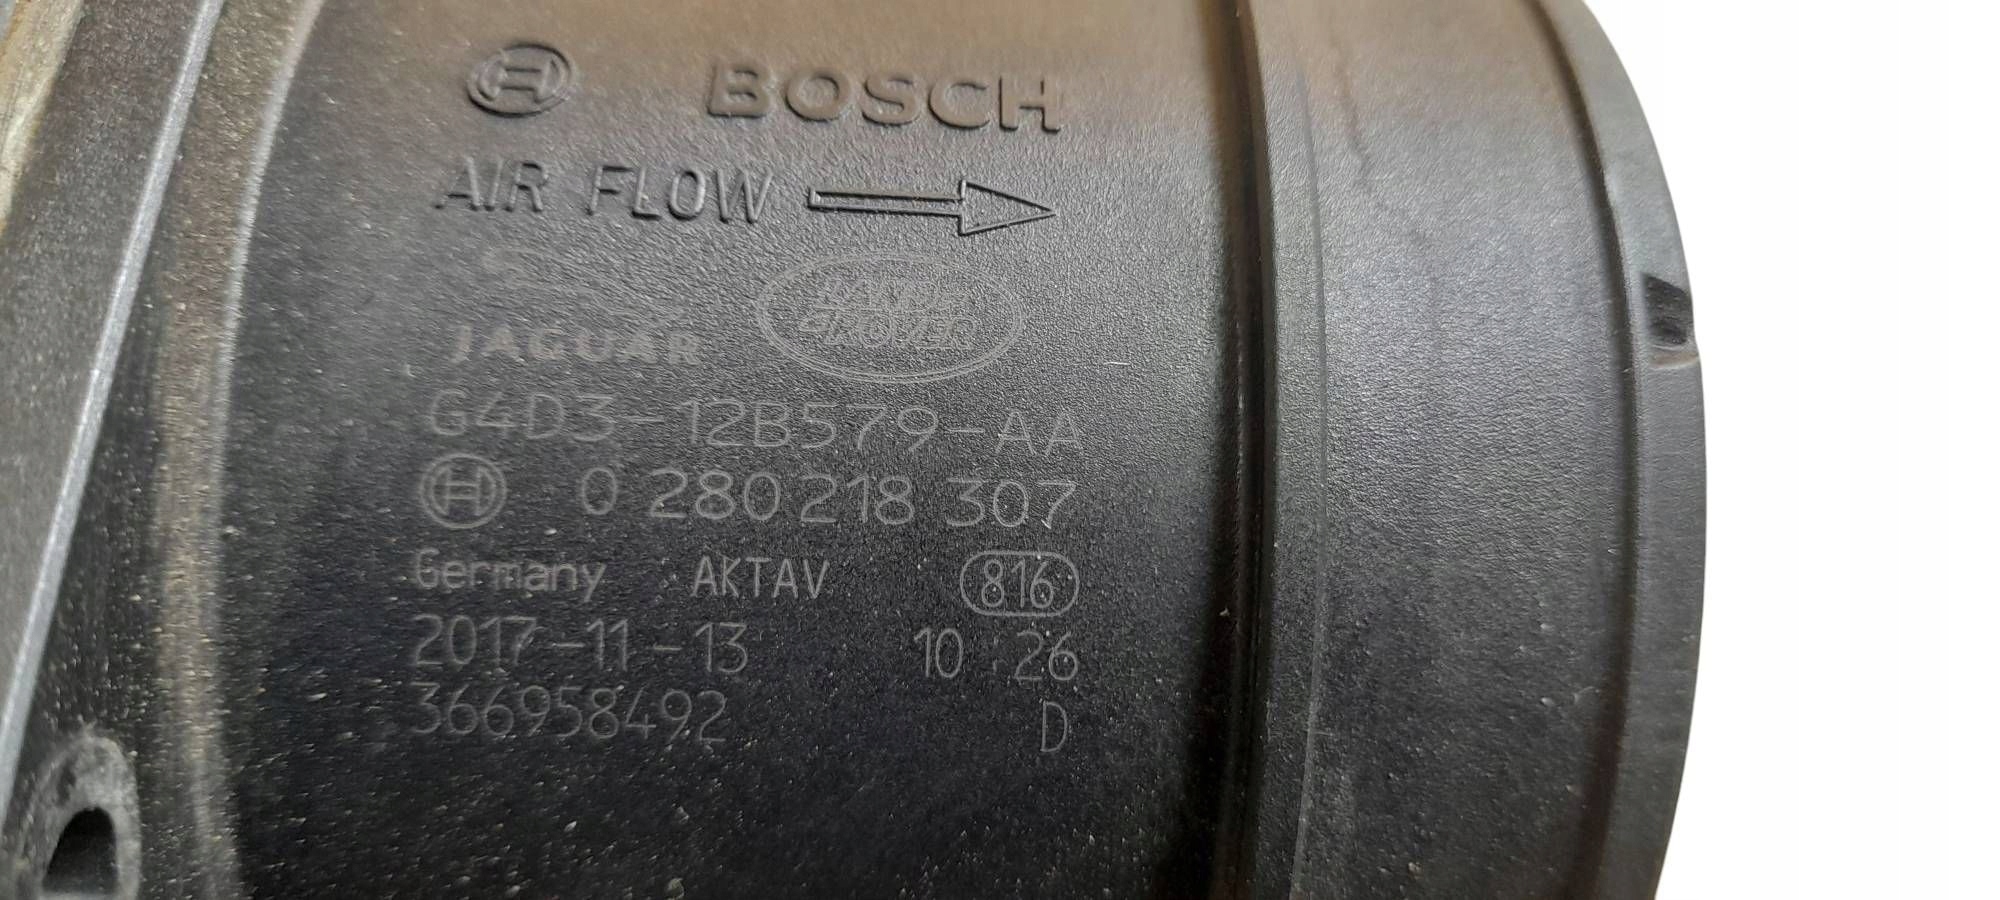 BOSCH
AIR FLOW
JAGUAR
LAND ROVER
G4D3-12B579-AA
0 280 218 307
Germany AKTAV 816
2017-11-13 10:26
366958492 D